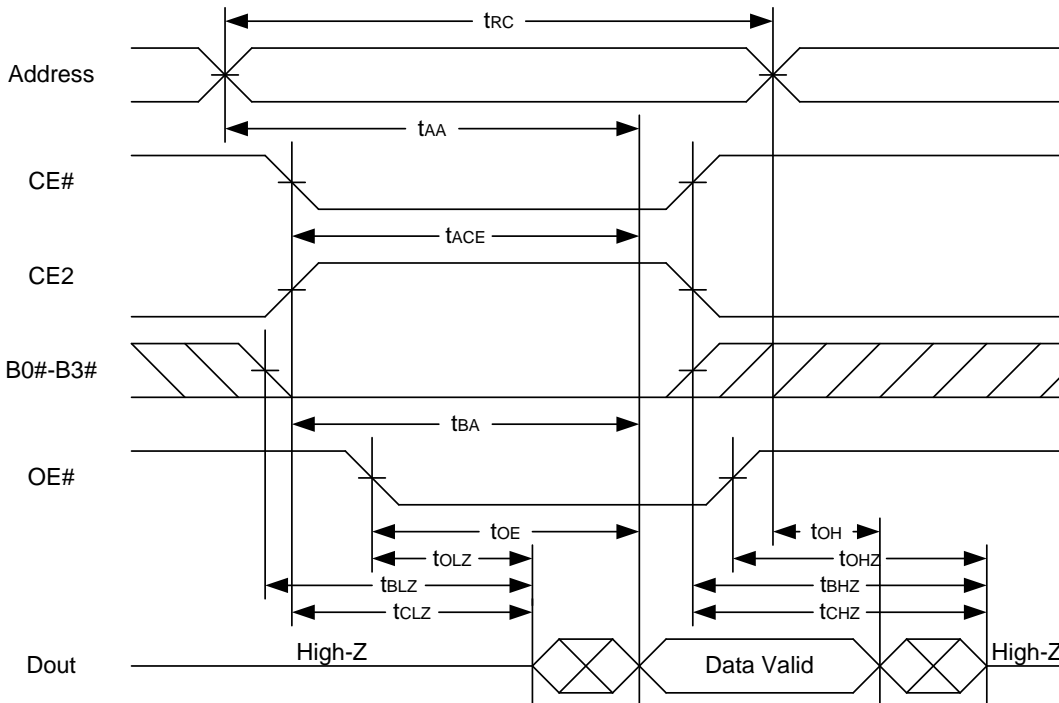 tRC
Address
tAA
CE#
tACE
CE2
B0#-B3#
tBA
OE#
tOE
tOH
tOLZ
tOHZ
tBLZ
tBHZ
tCLZ
tCHZ
Dout
High-Z
Data Valid
High-Z